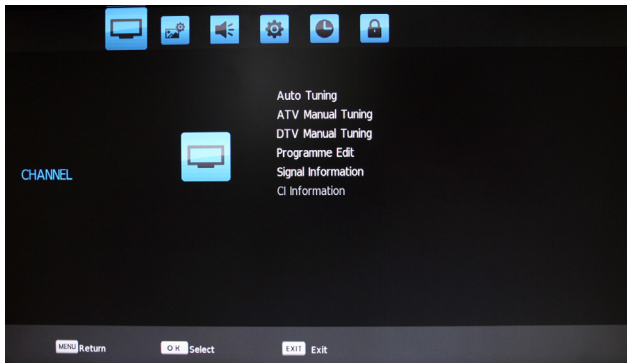 Auto Tuning
ATV Manual Tuning
DTV Manual Tuning
Programme Edit
CHANNEL
Signal Information
CI Information
MENU Return
OK Select
EXIT Exit